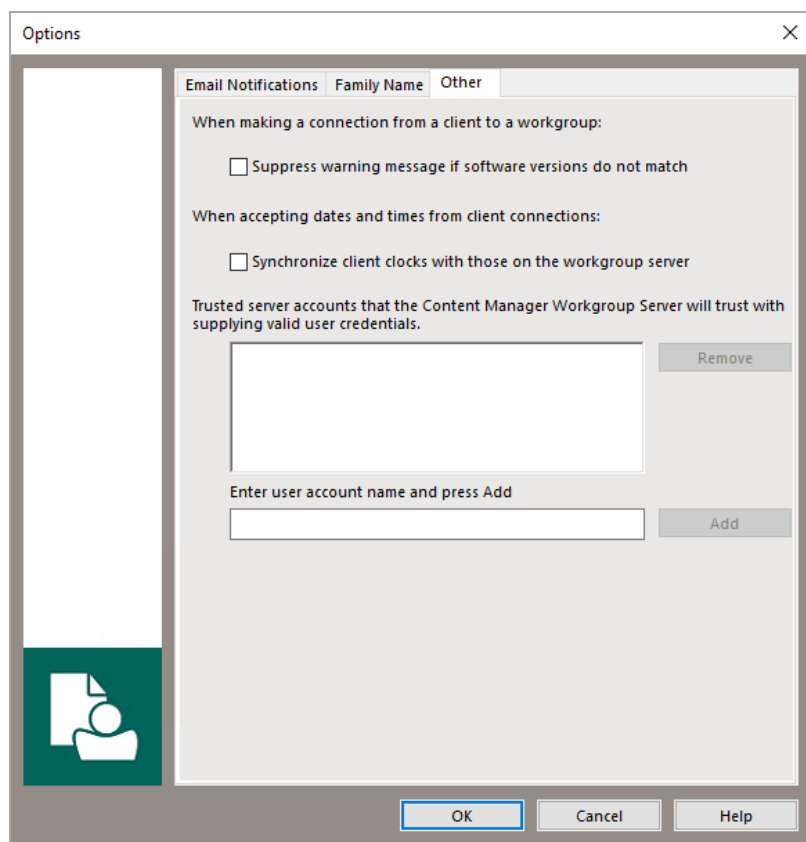 Options
Email Notifications Family Name Other
When making a connection from a client to a workgroup:
Suppress warning message if software versions do not match
When accepting dates and times from client connections:
Synchronize client clocks with those on the workgroup server
Trusted server accounts that the Content Manager Workgroup Server will trust with
supplying valid user credentials.
Remove
Enter user account name and press Add
Add
OK Cancel Help